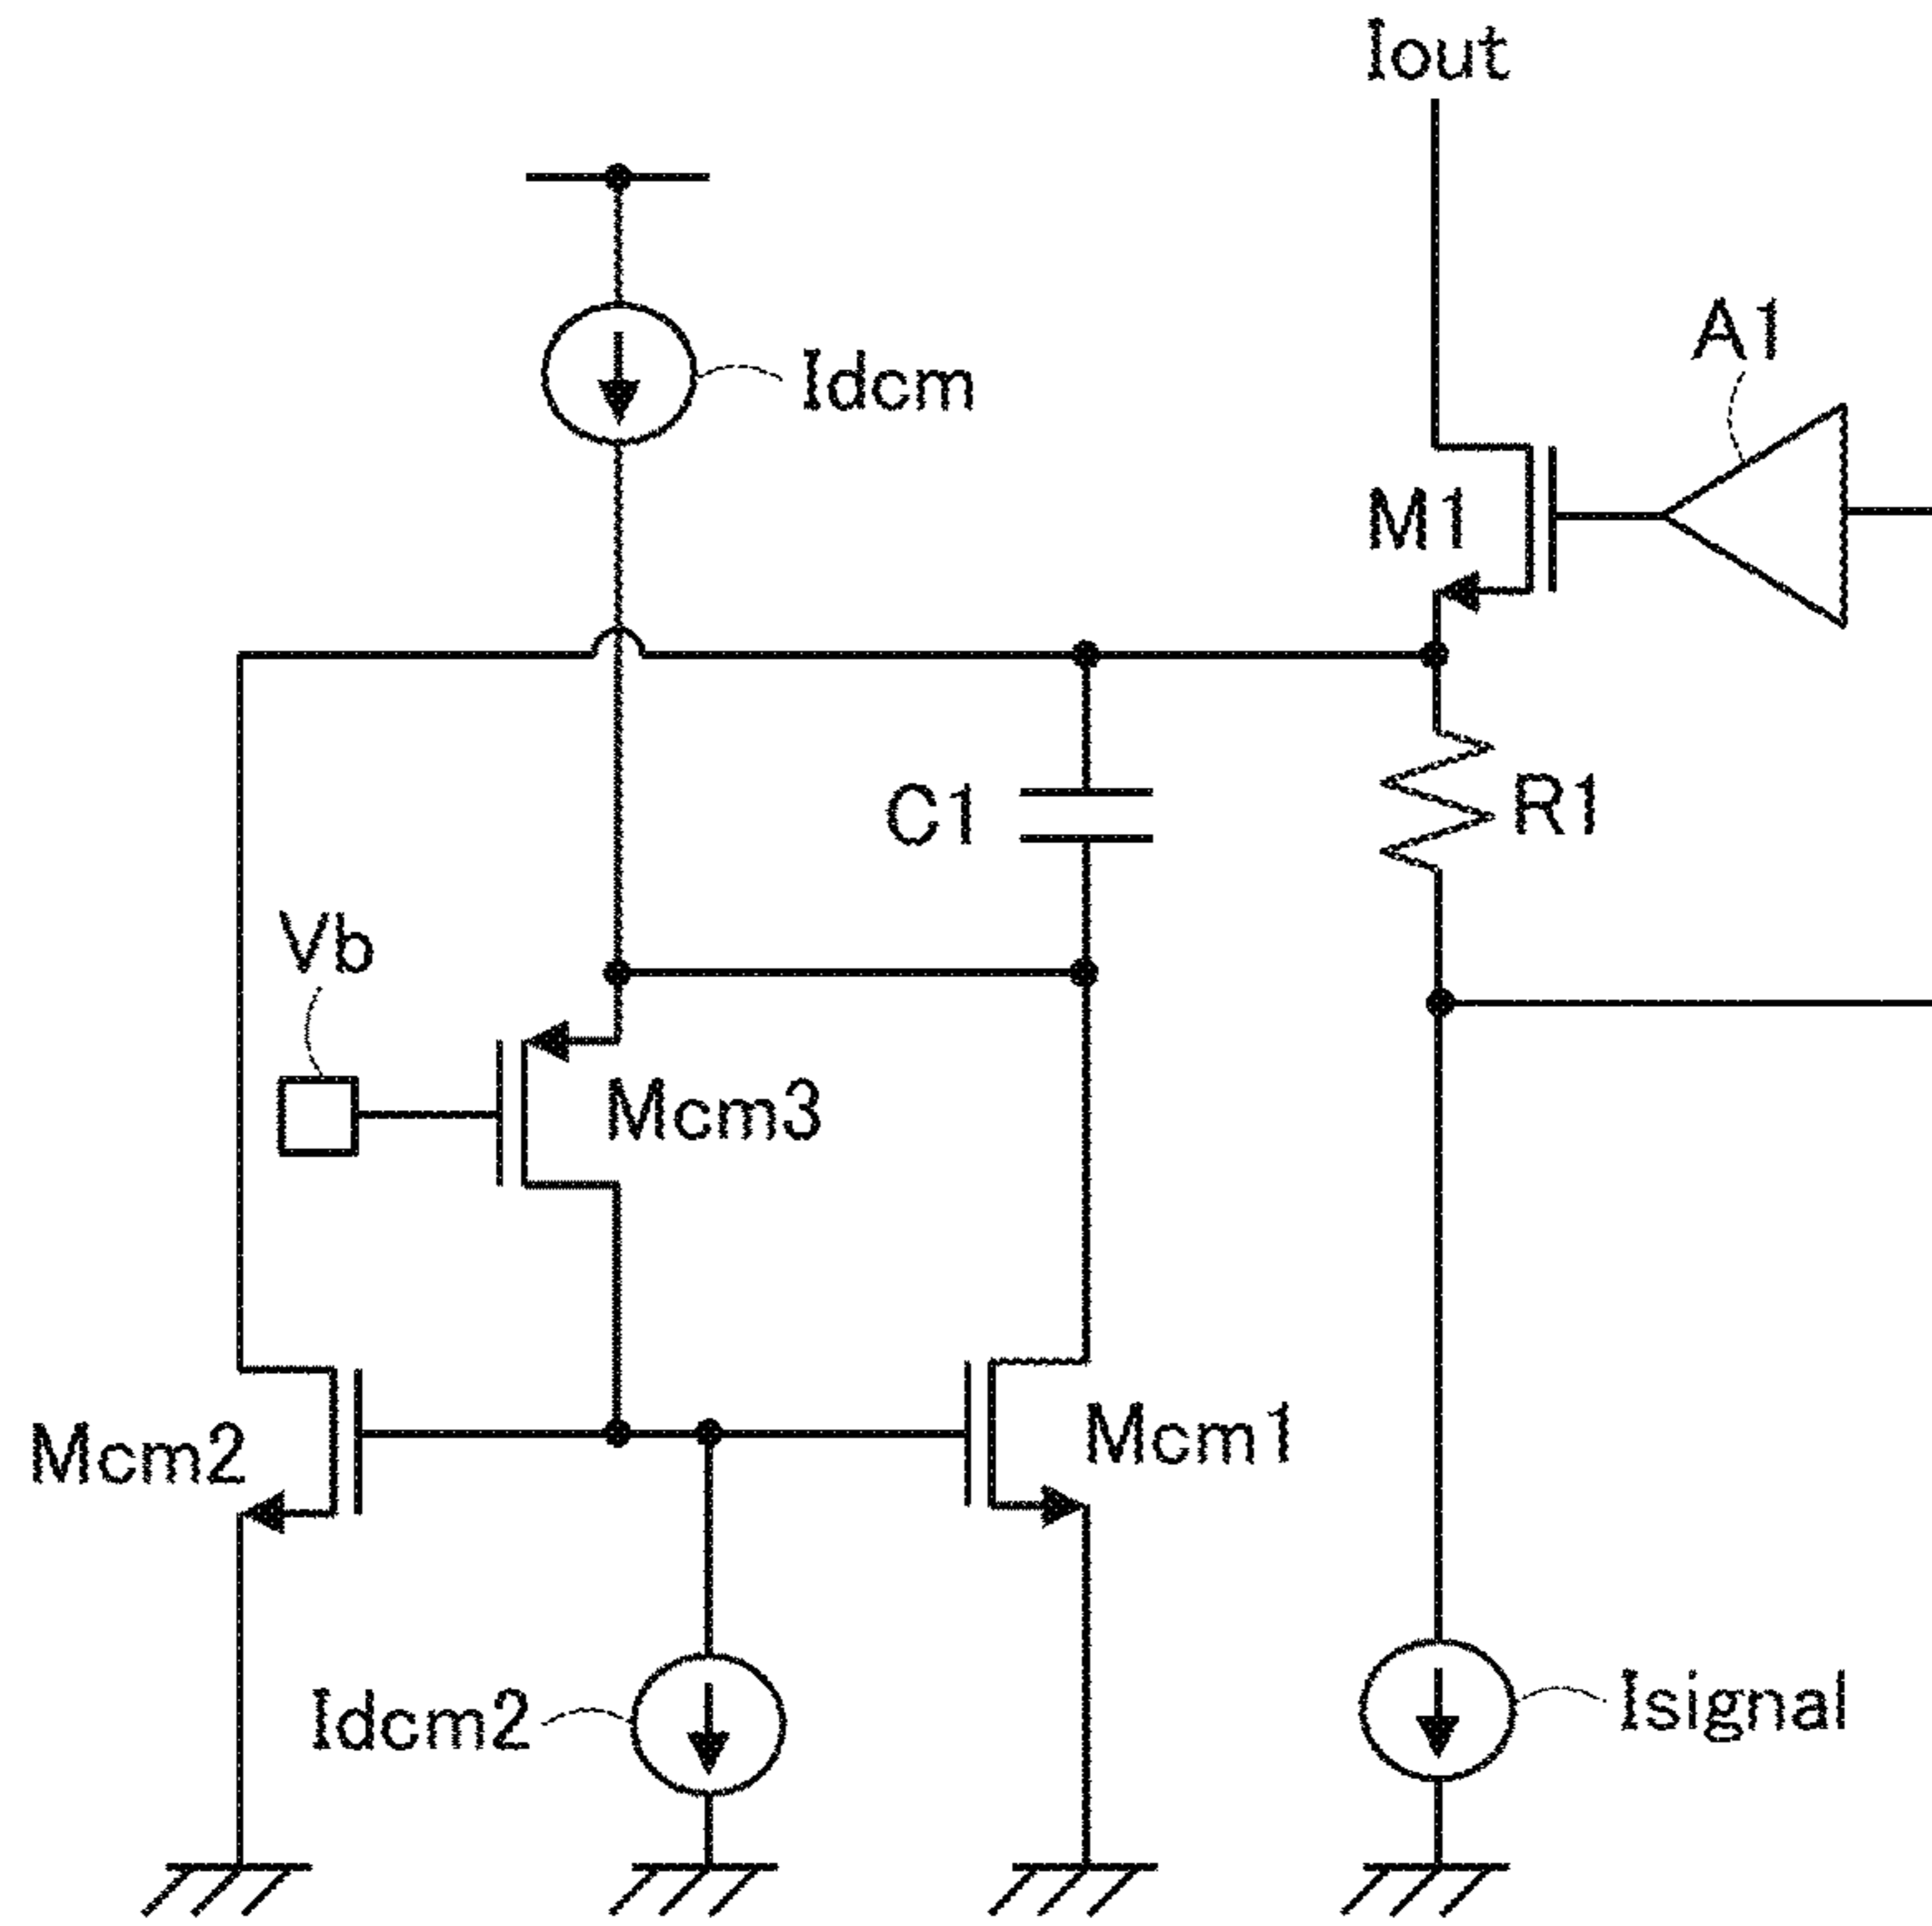 Iout
A1
Idcm
M1
C1
R1
Vb
Mcm3
Mcm2
Mcm1
Idcm2
Isignal